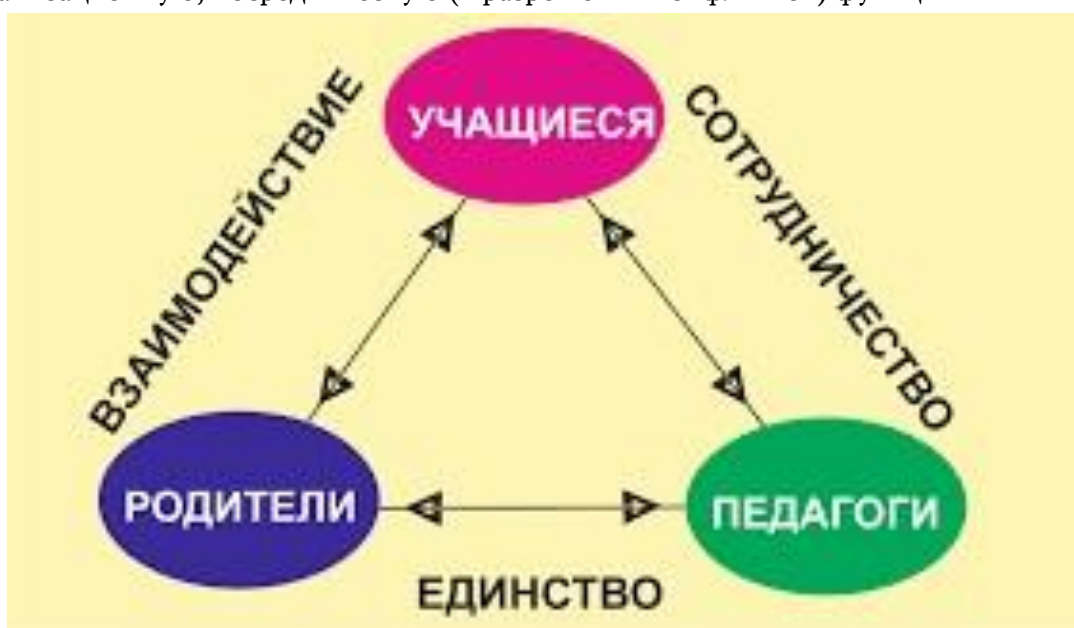 УЧАЩИЕСЯ
ВЗАИМОДЕЙСТВИЕ
СОТРУДНИЧЕСТВО
РОДИТЕЛИ
ПЕДАГОГИ
ЕДИНСТВО